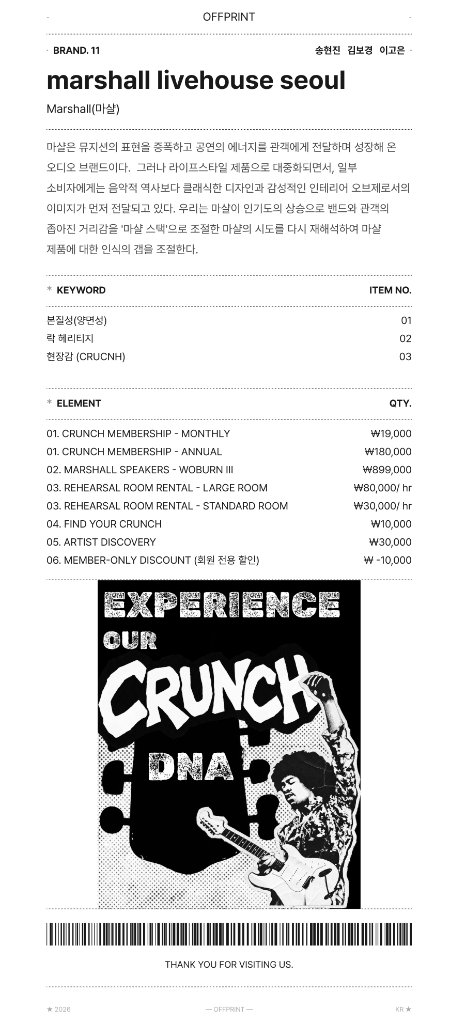 OFFPRINT
BRAND. 11 송현진 김보경 이고은
marshall livehouse seoul
Marshall(마샬)
마샬은 뮤지션의 표현을 증폭하고 공연의 에너지를 관객에게 전달하며 성장해 온
오디오 브랜드이다. 그러나 라이프스타일 제품으로 대중화되면서, 일부
소비자에게는 음악적 역사보다 클래식한 디자인과 감성적인 인테리어 오브제로서의
이미지가 먼저 전달되고 있다. 우리는 마샬이 인기도의 상승으로 밴드와 관객의
좁아진 거리감을 '마샬 스택'으로 조절한 마샬의 시도를 다시 재해석하여 마샬
제품에 대한 인식의 갭을 조절한다.
* KEYWORD ITEM NO.
본질성(양면성) 01
락 헤리티지 02
현장감 (CRUCNH) 03
* ELEMENT QTY.
01. CRUNCH MEMBERSHIP - MONTHLY ₩19,000
01. CRUNCH MEMBERSHIP - ANNUAL ₩180,000
02. MARSHALL SPEAKERS - WOBURN III ₩899,000
03. REHEARSAL ROOM RENTAL - LARGE ROOM ₩80,000/ hr
03. REHEARSAL ROOM RENTAL - STANDARD ROOM ₩30,000/ hr
04. FIND YOUR CRUNCH ₩10,000
05. ARTIST DISCOVERY ₩30,000
06. MEMBER-ONLY DISCOUNT (회원 전용 할인) ₩ -10,000
EXPERIENCE
OUR
CRUNCH
DNA
THANK YOU FOR VISITING US.
★ 2026 — OFFPRINT — KR ★